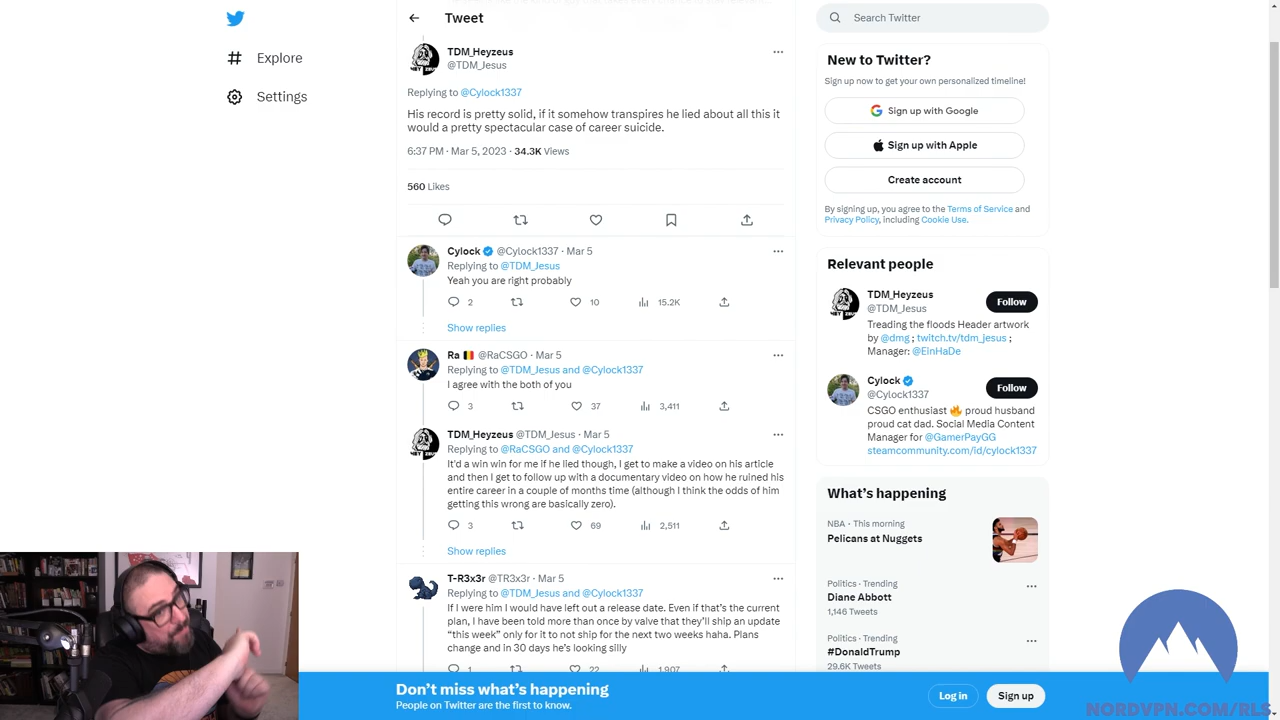 Explore
Settings
Tweet
TDM_Heyzeus
@TDM_Jesus
Replying to @Cylock1337
His record is pretty solid, if it somehow transpires he lied about all this it
would a pretty spectacular case of career suicide.
6:37 PM · Mar 5, 2023 · 34.3K Views
560 Likes
Cylock @Cylock1337 · Mar 5
Replying to @TDM_Jesus
Yeah you are right probably
2 10 15.2K
Show replies
Ra @RaCSGO · Mar 5
Replying to @TDM_Jesus and @Cylock1337
I agree with the both of you
3 37 3,411
TDM_Heyzeus @TDM_Jesus · Mar 5
Replying to @RaCSGO and @Cylock1337
It'd a win win for me if he lied though, I get to make a video on his article
and then I get to follow up with a documentary video on how he ruined his
entire career in a couple of months time (although I think the odds of him
getting this wrong are basically zero).
3 69 2,511
Show replies
T-R3x3r @TR3x3r · Mar 5
Replying to @TDM_Jesus and @Cylock1337
If I were him I would have left out a release date. Even if that's the current
plan, I have been told more than once by valve that they'll ship an update
“this week” only for it to not ship for the next two weeks haha. Plans
change and in 30 days he's looking silly
1 22 1,907
Search Twitter
New to Twitter?
Sign up now to get your own personalized timeline!
Sign up with Google
Sign up with Apple
Create account
By signing up, you agree to the Terms of Service and
Privacy Policy, including Cookie Use.
Relevant people
TDM_Heyzeus
@TDM_Jesus
Follow
Treading the floods Header artwork
by @dmg ; twitch.tv/tdm_jesus ;
Manager: @EinHaDe
Cylock
@Cylock1337
Follow
CSGO enthusiast 🔥 proud husband
proud cat dad. Social Media Content
Manager for @GamerPayGG
steamcommunity.com/id/cylock1337
What's happening
NBA · This morning
Pelicans at Nuggets
Politics · Trending
Diane Abbott
1,146 Tweets
Politics · Trending
#DonaldTrump
29.6K Tweets
Don't miss what's happening
People on Twitter are the first to know.
Log in
Sign up
NORDVPN.COM/RLS